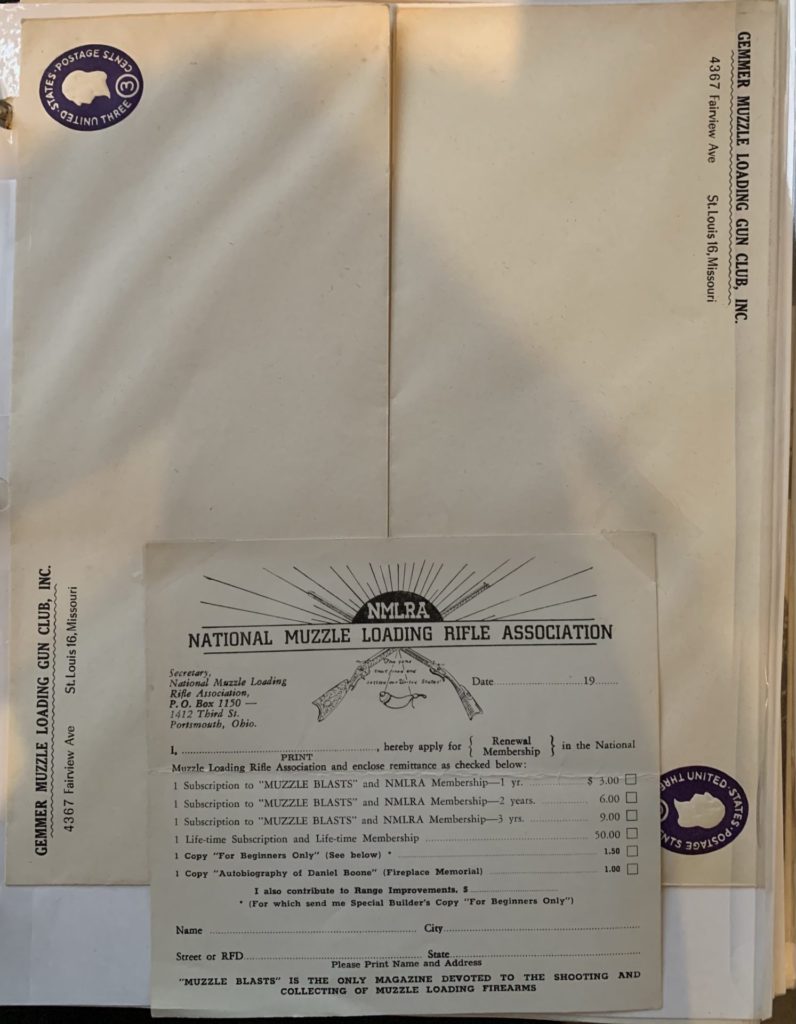 UNITED·STATES·POSTAGE
THREE ③ CENTS
GEMMER MUZZLE LOADING GUN CLUB, INC.
4367 Fairview Ave St.Louis 16,Missouri
GEMMER MUZZLE LOADING GUN CLUB, INC.
4367 Fairview Ave St.Louis 16,Missouri
UNITED·STATES·POSTAGE
NMLRA
NATIONAL MUZZLE LOADING RIFLE ASSOCIATION
Secretary,
National Muzzle Loading
Rifle Association,
P. O. Box 1150 —
1412 Third St.
Portsmouth, Ohio.
Date 19
I, , hereby apply for { Renewal Membership } in the National
PRINT
Muzzle Loading Rifle Association and enclose remittance as checked below:
1 Subscription to "MUZZLE BLASTS" and NMLRA Membership—1 yr. $ 3.00
1 Subscription to "MUZZLE BLASTS" and NMLRA Membership—2 years. 6.00
1 Subscription to "MUZZLE BLASTS" and NMLRA Membership—3 yrs. 9.00
1 Life-time Subscription and Life-time Membership 50.00
1 Copy "For Beginners Only" (See below) * 1.50
1 Copy "Autobiography of Daniel Boone" (Fireplace Memorial) 1.00
I also contribute to Range Improvements, $
* (For which send me Special Builder's Copy "For Beginners Only")
Name City
Street or RFD State
Please Print Name and Address
"MUZZLE BLASTS" IS THE ONLY MAGAZINE DEVOTED TO THE SHOOTING AND
COLLECTING OF MUZZLE LOADING FIREARMS